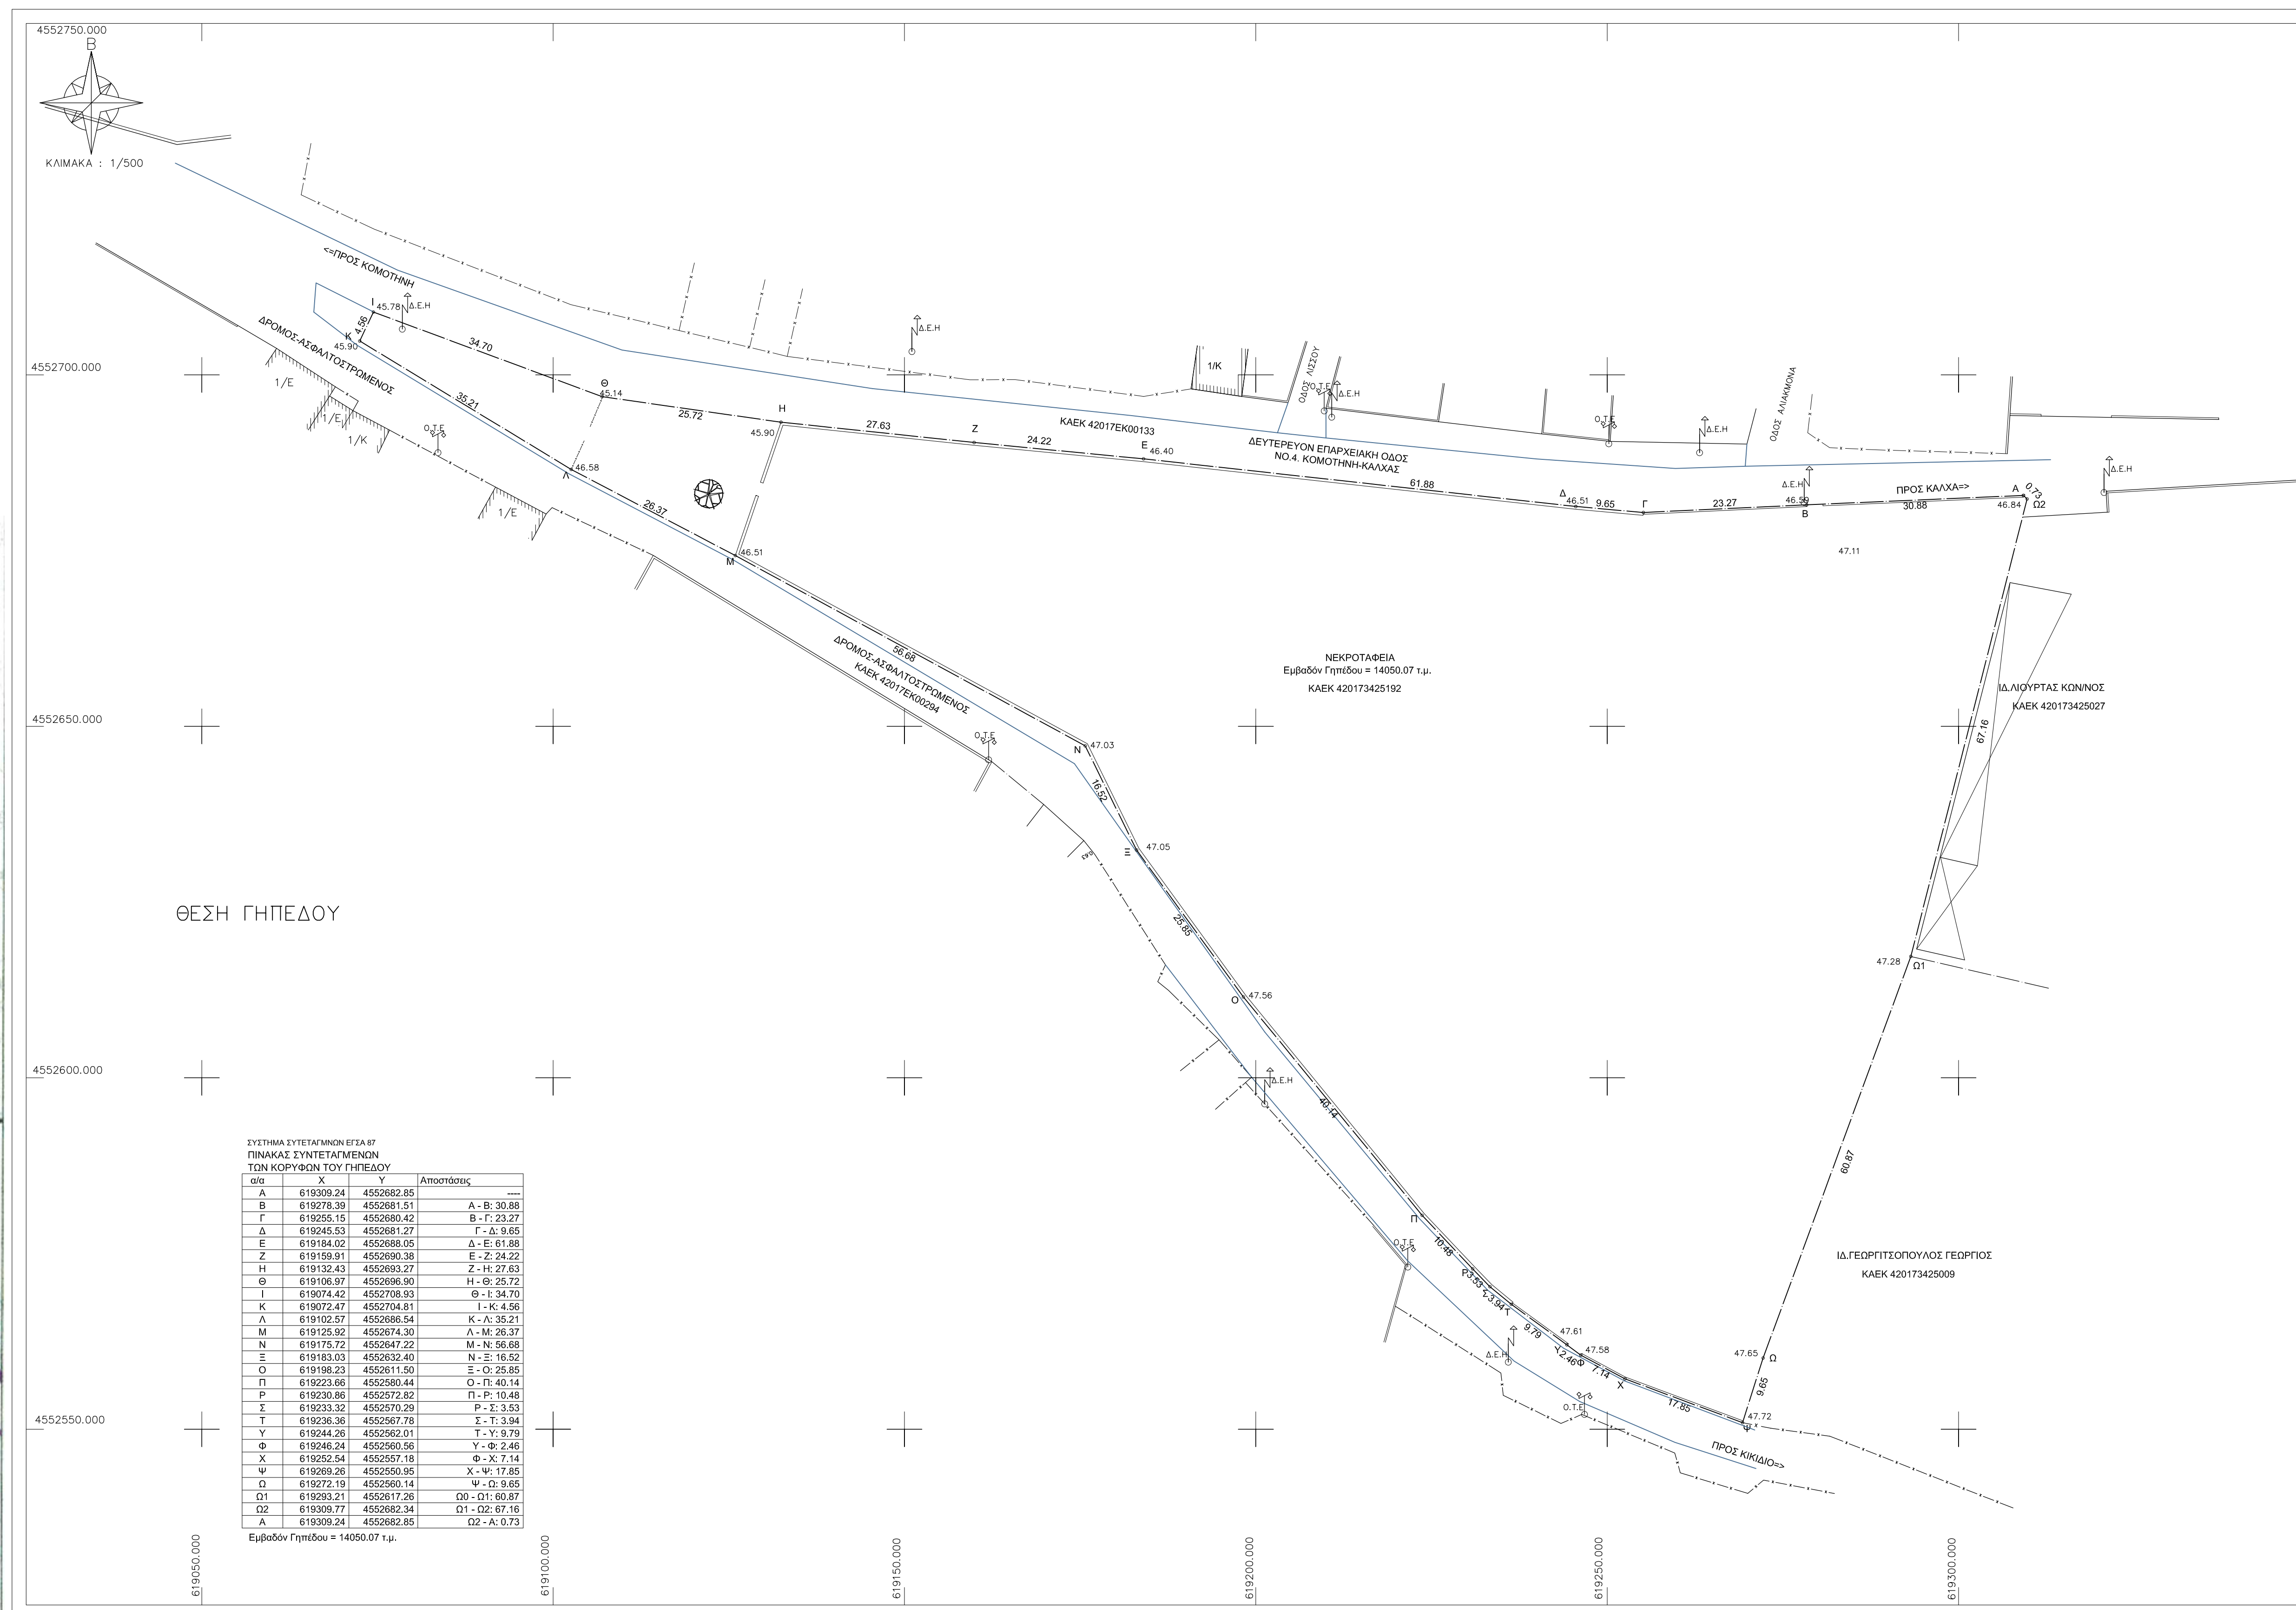 4552750.000
Β
ΚΛΙΜΑΚΑ : 1/500
<=ΠΡΟΣ ΚΟΜΟΤΗΝΗ
Ι
45.78
Δ.Ε.Η
4.56
Κ
45.90
ΔΡΟΜΟΣ-ΑΣΦΑΛΤΟΣΤΡΩΜΕΝΟΣ
34.70
Δ.Ε.Η
4552700.000
1/Ε
1/Ε
1/Κ
Ο.Τ.Ε
35.21
Θ
45.14
25.72
Η
45.90
27.63
Ζ
24.22
Ε
46.40
ΚΑΕΚ 42017ΕΚ00133
1/Κ
ΟΔΟΣ ΛΙΣΣΟΥ
Ο.Τ.Ε
Δ.Ε.Η
ΔΕΥΤΕΡΕΥΟΝ ΕΠΑΡΧΕΙΑΚΗ ΟΔΟΣ
ΝΟ.4. ΚΟΜΟΤΗΝΗ-ΚΑΛΧΑΣ
61.88
Ο.Τ.Ε
Δ.Ε.Η
ΟΔΟΣ ΑΛΙΑΚΜΟΝΑ
Δ
46.51
9.65
Γ
23.27
Δ.Ε.Η
46.59
Β
ΠΡΟΣ ΚΑΛΧΑ=>
30.88
Α
0.73
46.84
Ω2
Δ.Ε.Η
47.11
46.58
Λ
1/Ε
26.37
46.51
Μ
56.68
ΔΡΟΜΟΣ-ΑΣΦΑΛΤΟΣΤΡΩΜΕΝΟΣ
ΚΑΕΚ 42017ΕΚ00294
ΝΕΚΡΟΤΑΦΕΙΑ
Εμβαδόν Γηπέδου = 14050.07 τ.μ.
ΚΑΕΚ 420173425192
ΙΔ.ΛΙΟΥΡΤΑΣ ΚΩΝ/ΝΟΣ
ΚΑΕΚ 420173425027
67.16
4552650.000
Ο.Τ.Ε
Ν
47.03
16.52
Ξ
47.05
0.63
25.85
ΘΕΣΗ ΓΗΠΕΔΟΥ
47.28
Ω1
Ο
47.56
4552600.000
Δ.Ε.Η
40.14
60.87
Π
10.48
Ο.Τ.Ε
Ρ
3.53
Σ
3.94
Τ
9.79
ΙΔ.ΓΕΩΡΓΙΤΣΟΠΟΥΛΟΣ ΓΕΩΡΓΙΟΣ
ΚΑΕΚ 420173425009
47.61
Υ
2.46
Φ
47.58
7.14
Χ
Δ.Ε.Η
Ο.Τ.Ε
17.85
47.65
Ω
9.65
47.72
Ψ
ΠΡΟΣ ΚΙΚΙΔΙΟ=>
4552550.000
ΣΥΣΤΗΜΑ ΣΥΤΕΤΑΓΜΝΩΝ ΕΓΣΑ 87
ΠΙΝΑΚΑΣ ΣΥΝΤΕΤΑΓΜΈΝΩΝ
ΤΩΝ ΚΟΡΥΦΩΝ ΤΟΥ ΓΗΠΕΔΟΥ
α/α Χ Υ Αποστάσεις
Α 619309.24 4552682.85 ----
Β 619278.39 4552681.51 Α - Β: 30.88
Γ 619255.15 4552680.42 Β - Γ: 23.27
Δ 619245.53 4552681.27 Γ - Δ: 9.65
Ε 619184.02 4552688.05 Δ - Ε: 61.88
Ζ 619159.91 4552690.38 Ε - Ζ: 24.22
Η 619132.43 4552693.27 Ζ - Η: 27.63
Θ 619106.97 4552696.90 Η - Θ: 25.72
Ι 619074.42 4552708.93 Θ - Ι: 34.70
Κ 619072.47 4552704.81 Ι - Κ: 4.56
Λ 619102.57 4552686.54 Κ - Λ: 35.21
Μ 619125.92 4552674.30 Λ - Μ: 26.37
Ν 619175.72 4552647.22 Μ - Ν: 56.68
Ξ 619183.03 4552632.40 Ν - Ξ: 16.52
Ο 619198.23 4552611.50 Ξ - Ο: 25.85
Π 619223.66 4552580.44 Ο - Π: 40.14
Ρ 619230.86 4552572.82 Π - Ρ: 10.48
Σ 619233.32 4552570.29 Ρ - Σ: 3.53
Τ 619236.36 4552567.78 Σ - Τ: 3.94
Υ 619244.26 4552562.01 Τ - Υ: 9.79
Φ 619246.24 4552560.56 Υ - Φ: 2.46
Χ 619252.54 4552557.18 Φ - Χ: 7.14
Ψ 619269.26 4552550.95 Χ - Ψ: 17.85
Ω 619272.19 4552560.14 Ψ - Ω: 9.65
Ω1 619293.21 4552617.26 Ω0 - Ω1: 60.87
Ω2 619309.77 4552682.34 Ω1 - Ω2: 67.16
Α 619309.24 4552682.85 Ω2 - Α: 0.73
Εμβαδόν Γηπέδου = 14050.07 τ.μ.
619050.000
619100.000
619150.000
619200.000
619250.000
619300.000